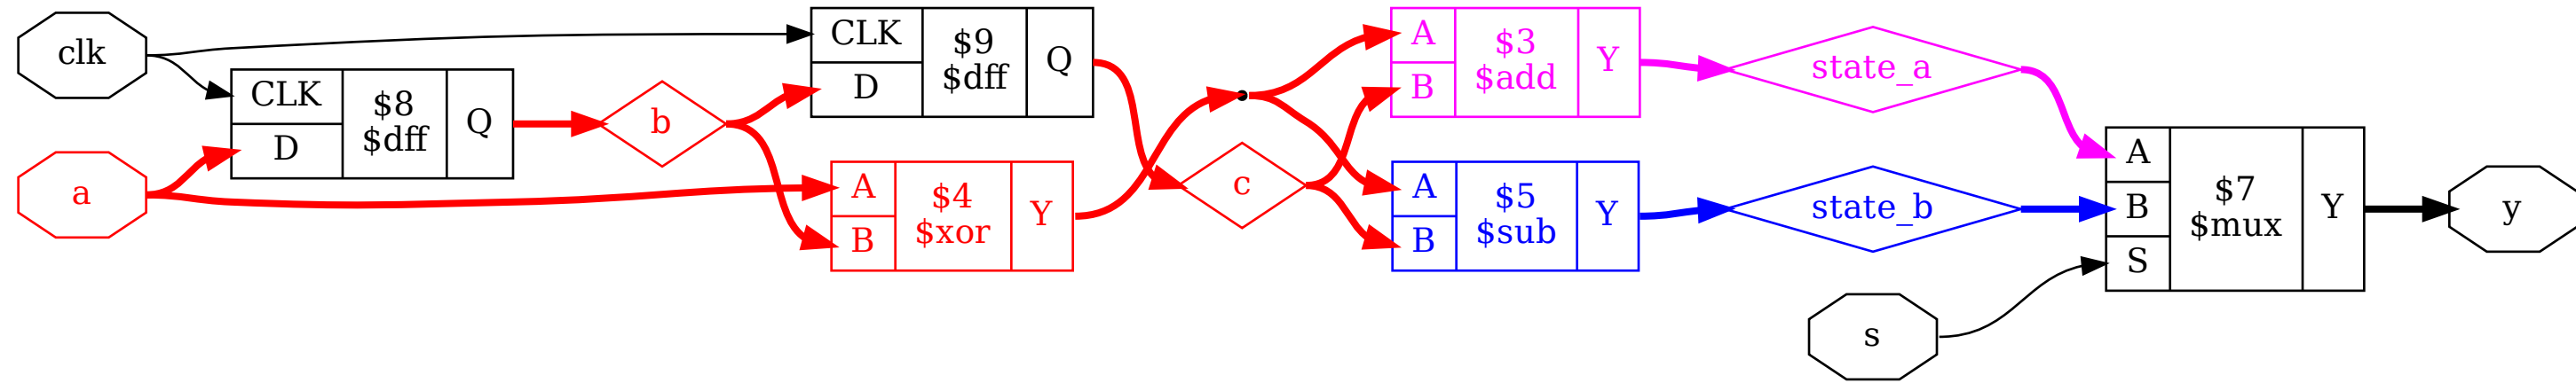 clk
a
CLK
D
$8
$dff
Q
b
CLK
D
$9
$dff
Q
A
B
$4
$xor
Y
c
A
B
$3
$add
Y
A
B
$5
$sub
Y
state_a
state_b
s
A
B
S
$7
$mux
Y
y